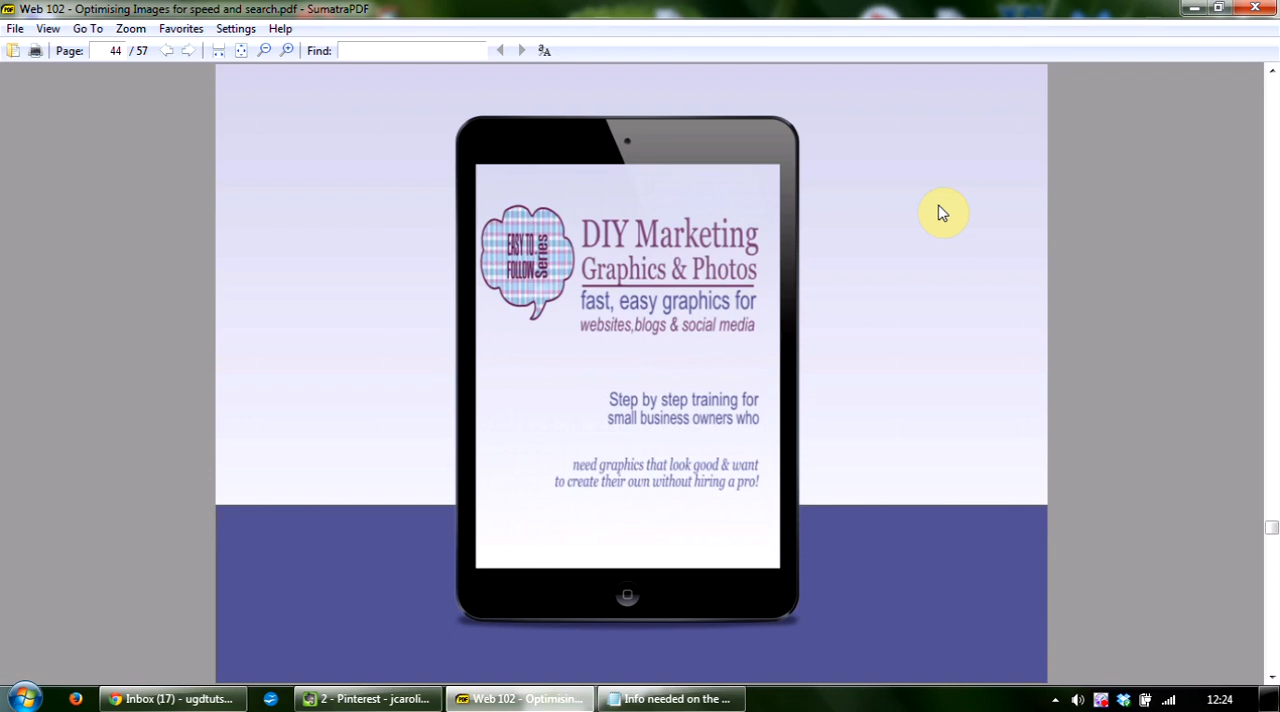 Web 102 - Optimising Images for speed and search.pdf - SumatraPDF
File View Go To Zoom Favorites Settings Help
Page: 44 / 57 Find:
EASY TO
FOLLOW
Series
DIY Marketing
Graphics & Photos
fast, easy graphics for
websites,blogs & social media
Step by step training for
small business owners who
need graphics that look good & want
to create their own without hiring a pro!
Inbox (17) - ugdtuts... 2 - Pinterest - jcaroli... Web 102 - Optimisin... Info needed on the ... 12:24